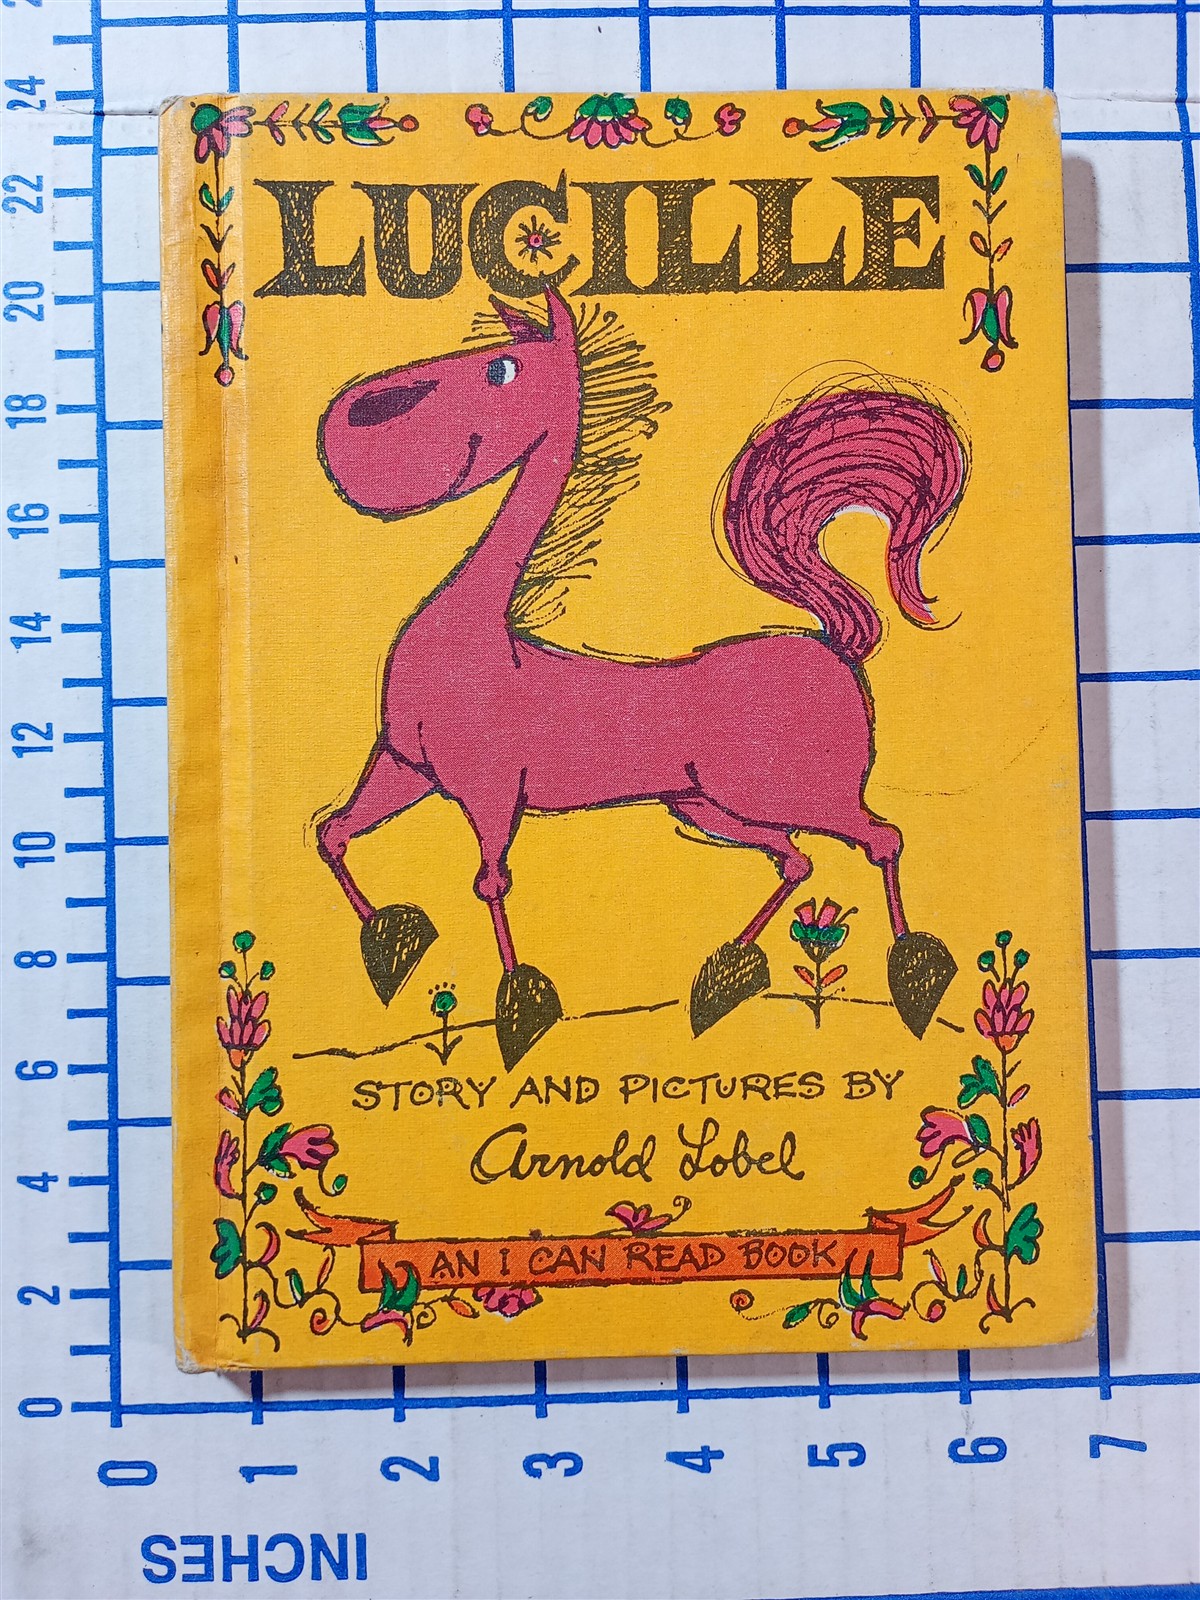 LUCILLE
STORY AND PICTURES BY
Arnold Lobel
AN I CAN READ BOOK
24
22
20
18
16
14
12
10
8
6
4
2
0
0 1 2 3 4 5 6 7
INCHES